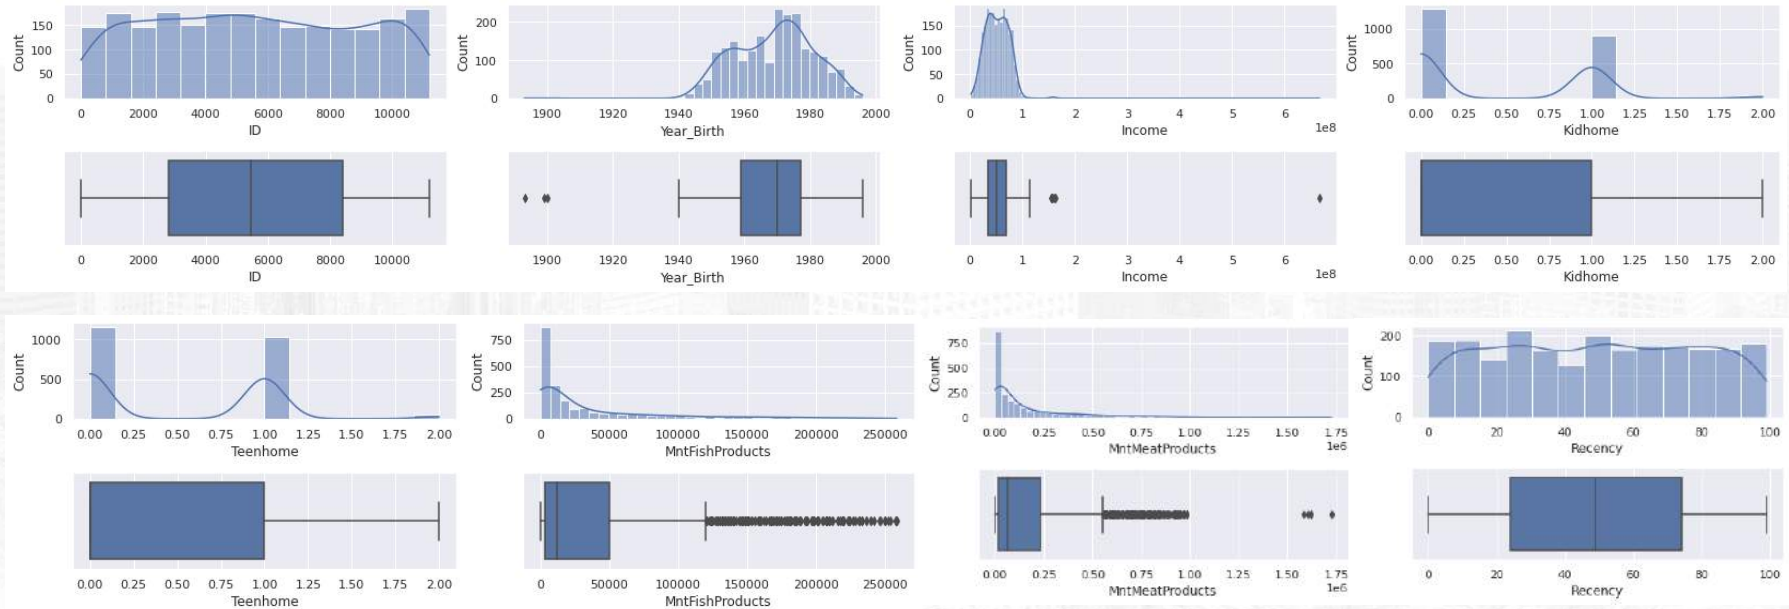 Count
150
100
50
0
0 2000 4000 6000 8000 10000
ID
Count
200
100
0
1900 1920 1940 1960 1980 2000
Year_Birth
Count
150
100
50
0
0 1 2 3 4 5 6
1e8
Income
Count
1000
500
0
0.00 0.25 0.50 0.75 1.00 1.25 1.50 1.75 2.00
Kidhome
0 2000 4000 6000 8000 10000
ID
1900 1920 1940 1960 1980 2000
Year_Birth
0 1 2 3 4 5 6
1e8
Income
0.00 0.25 0.50 0.75 1.00 1.25 1.50 1.75 2.00
Kidhome
Count
1000
500
0
0.00 0.25 0.50 0.75 1.00 1.25 1.50 1.75 2.00
Teenhome
Count
750
500
250
0
0 50000 100000 150000 200000 250000
MntFishProducts
Count
750
500
250
0
0.00 0.25 0.50 0.75 1.00 1.25 1.50 1.75
1e6
MntMeatProducts
Count
200
100
0
0 20 40 60 80 100
Recency
0.00 0.25 0.50 0.75 1.00 1.25 1.50 1.75 2.00
Teenhome
0 50000 100000 150000 200000 250000
MntFishProducts
0.00 0.25 0.50 0.75 1.00 1.25 1.50 1.75
1e6
MntMeatProducts
0 20 40 60 80 100
Recency